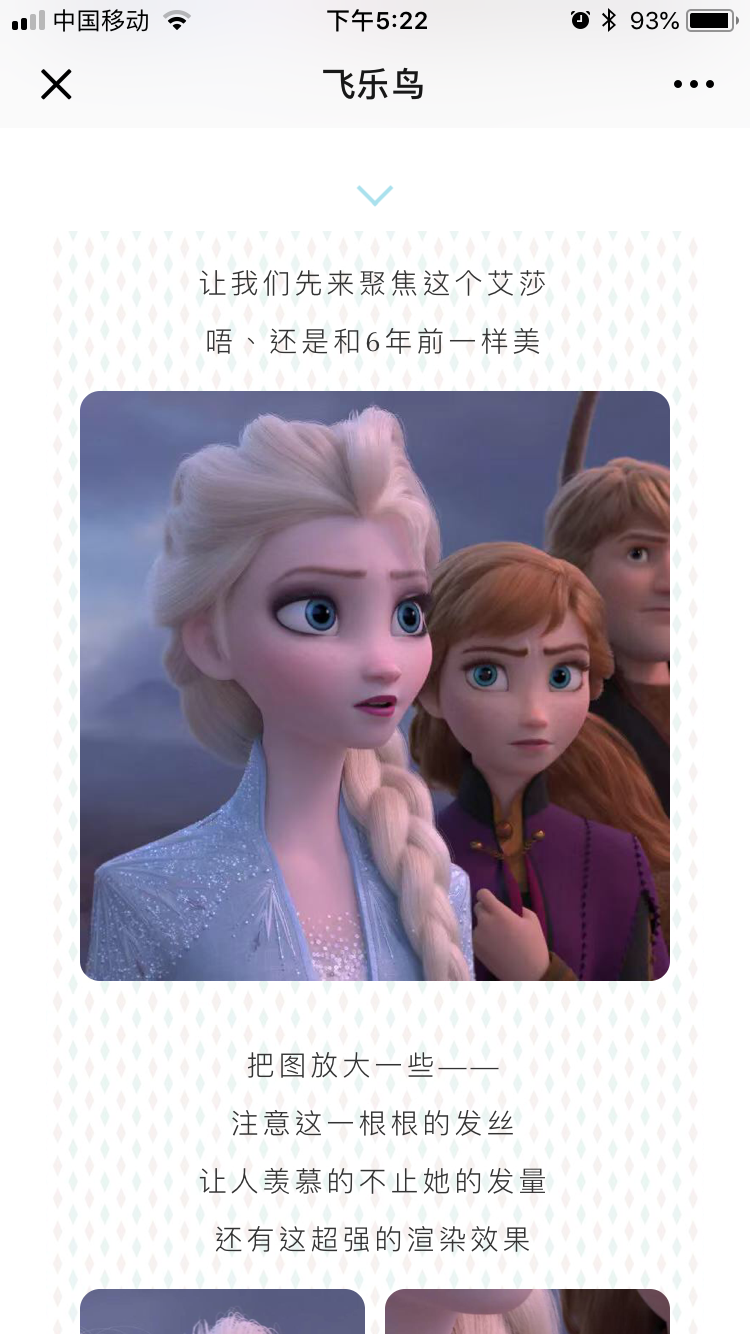 中国移动 下午5:22 93%
飞乐鸟
让我们先来聚焦这个艾莎
唔、还是和6年前一样美
把图放大一些——
注意这一根根的发丝
让人羡慕的不止她的发量
还有这超强的渲染效果